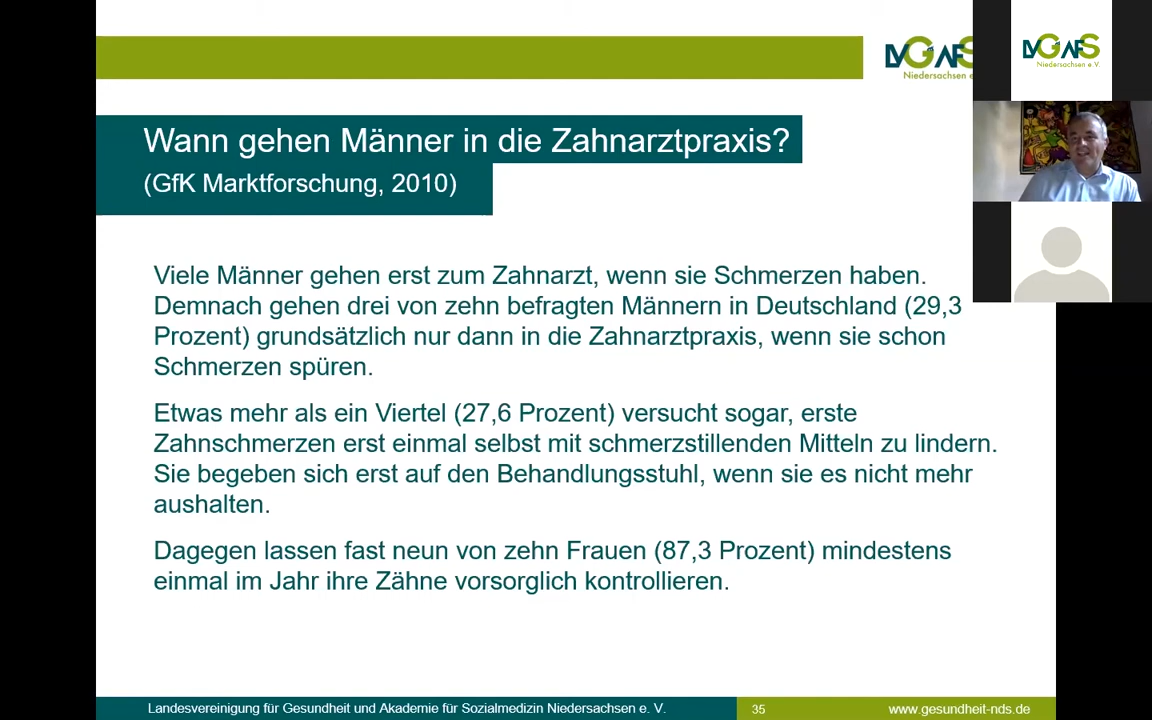 LVG & AFS
Niedersachsen e
LVG & AFS
Niedersachsen e. V.
Wann gehen Männer in die Zahnarztpraxis?
(GfK Marktforschung, 2010)
Viele Männer gehen erst zum Zahnarzt, wenn sie Schmerzen haben.
Demnach gehen drei von zehn befragten Männern in Deutschland (29,3
Prozent) grundsätzlich nur dann in die Zahnarztpraxis, wenn sie schon
Schmerzen spüren.
Etwas mehr als ein Viertel (27,6 Prozent) versucht sogar, erste
Zahnschmerzen erst einmal selbst mit schmerzstillenden Mitteln zu lindern.
Sie begeben sich erst auf den Behandlungsstuhl, wenn sie es nicht mehr
aushalten.
Dagegen lassen fast neun von zehn Frauen (87,3 Prozent) mindestens
einmal im Jahr ihre Zähne vorsorglich kontrollieren.
Landesvereinigung für Gesundheit und Akademie für Sozialmedizin Niedersachsen e. V.
35
www.gesundheit-nds.de